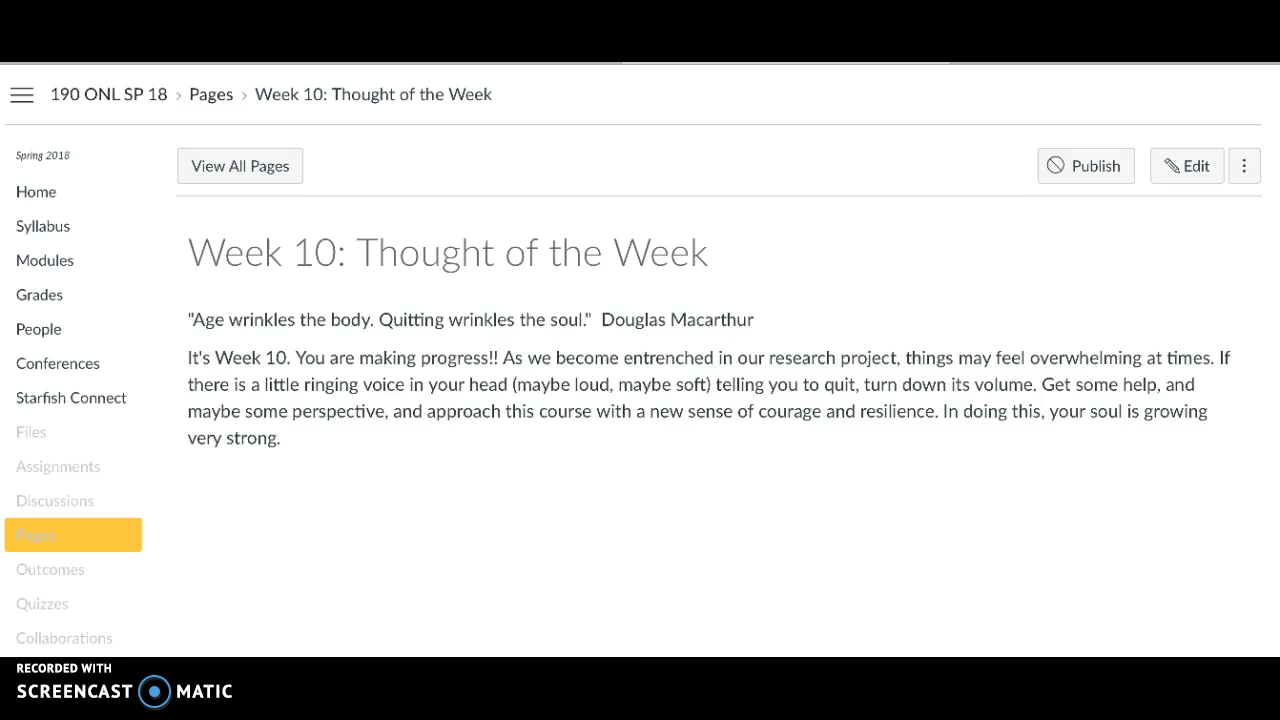 190 ONL SP 18 › Pages › Week 10: Thought of the Week
Spring 2018
Home
Syllabus
Modules
Grades
People
Conferences
Starfish Connect
Files
Assignments
Discussions
Pages
Outcomes
Quizzes
Collaborations
View All Pages
Publish
Edit
Week 10: Thought of the Week
"Age wrinkles the body. Quitting wrinkles the soul." Douglas Macarthur
It's Week 10. You are making progress!! As we become entrenched in our research project, things may feel overwhelming at times. If
there is a little ringing voice in your head (maybe loud, maybe soft) telling you to quit, turn down its volume. Get some help, and
maybe some perspective, and approach this course with a new sense of courage and resilience. In doing this, your soul is growing
very strong.
RECORDED WITH
SCREENCAST MATIC